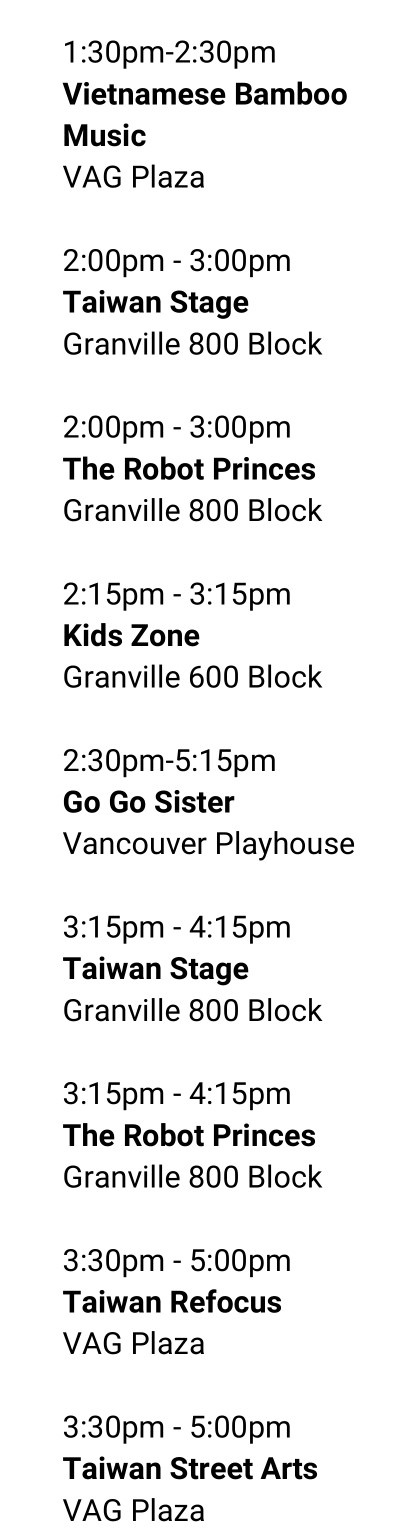 1:30pm-2:30pm
Vietnamese Bamboo
Music
VAG Plaza
2:00pm - 3:00pm
Taiwan Stage
Granville 800 Block
2:00pm - 3:00pm
The Robot Princes
Granville 800 Block
2:15pm - 3:15pm
Kids Zone
Granville 600 Block
2:30pm-5:15pm
Go Go Sister
Vancouver Playhouse
3:15pm - 4:15pm
Taiwan Stage
Granville 800 Block
3:15pm - 4:15pm
The Robot Princes
Granville 800 Block
3:30pm - 5:00pm
Taiwan Refocus
VAG Plaza
3:30pm - 5:00pm
Taiwan Street Arts
VAG Plaza